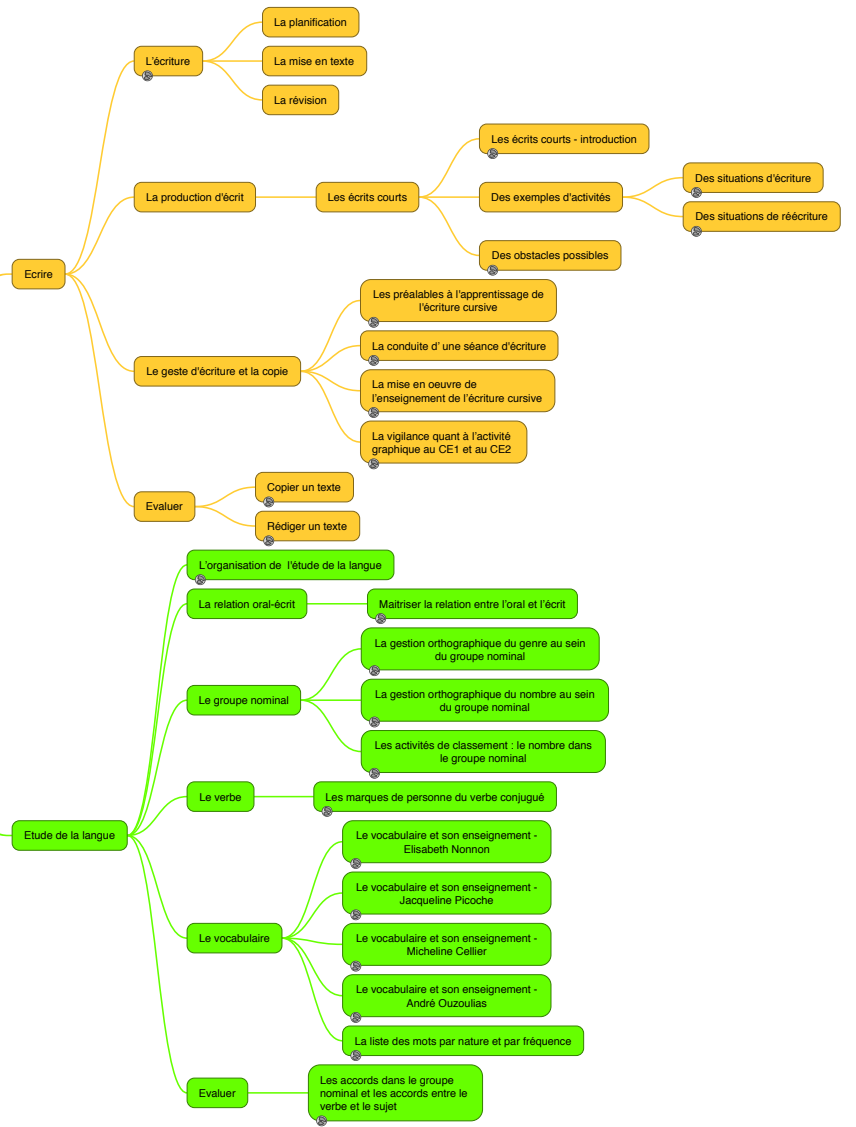 Ecrire
L'écriture
La planification
La mise en texte
La révision
La production d'écrit
Les écrits courts
Les écrits courts - introduction
Des exemples d'activités
Des situations d'écriture
Des situations de réécriture
Des obstacles possibles
Le geste d'écriture et la copie
Les préalables à l'apprentissage de
l'écriture cursive
La conduite d' une séance d'écriture
La mise en oeuvre de
l'enseignement de l'écriture cursive
La vigilance quant à l'activité
graphique au CE1 et au CE2
Evaluer
Copier un texte
Rédiger un texte
Etude de la langue
L'organisation de  l'étude de la langue
La relation oral-écrit
Maitriser la relation entre l'oral et l'écrit
Le groupe nominal
La gestion orthographique du genre au sein
du groupe nominal
La gestion orthographique du nombre au sein
du groupe nominal
Les activités de classement : le nombre dans
le groupe nominal
Le verbe
Les marques de personne du verbe conjugué
Le vocabulaire
Le vocabulaire et son enseignement -
Elisabeth Nonnon
Le vocabulaire et son enseignement -
Jacqueline Picoche
Le vocabulaire et son enseignement -
Micheline Cellier
Le vocabulaire et son enseignement -
André Ouzoulias
La liste des mots par nature et par fréquence
Evaluer
Les accords dans le groupe
nominal et les accords entre le
verbe et le sujet